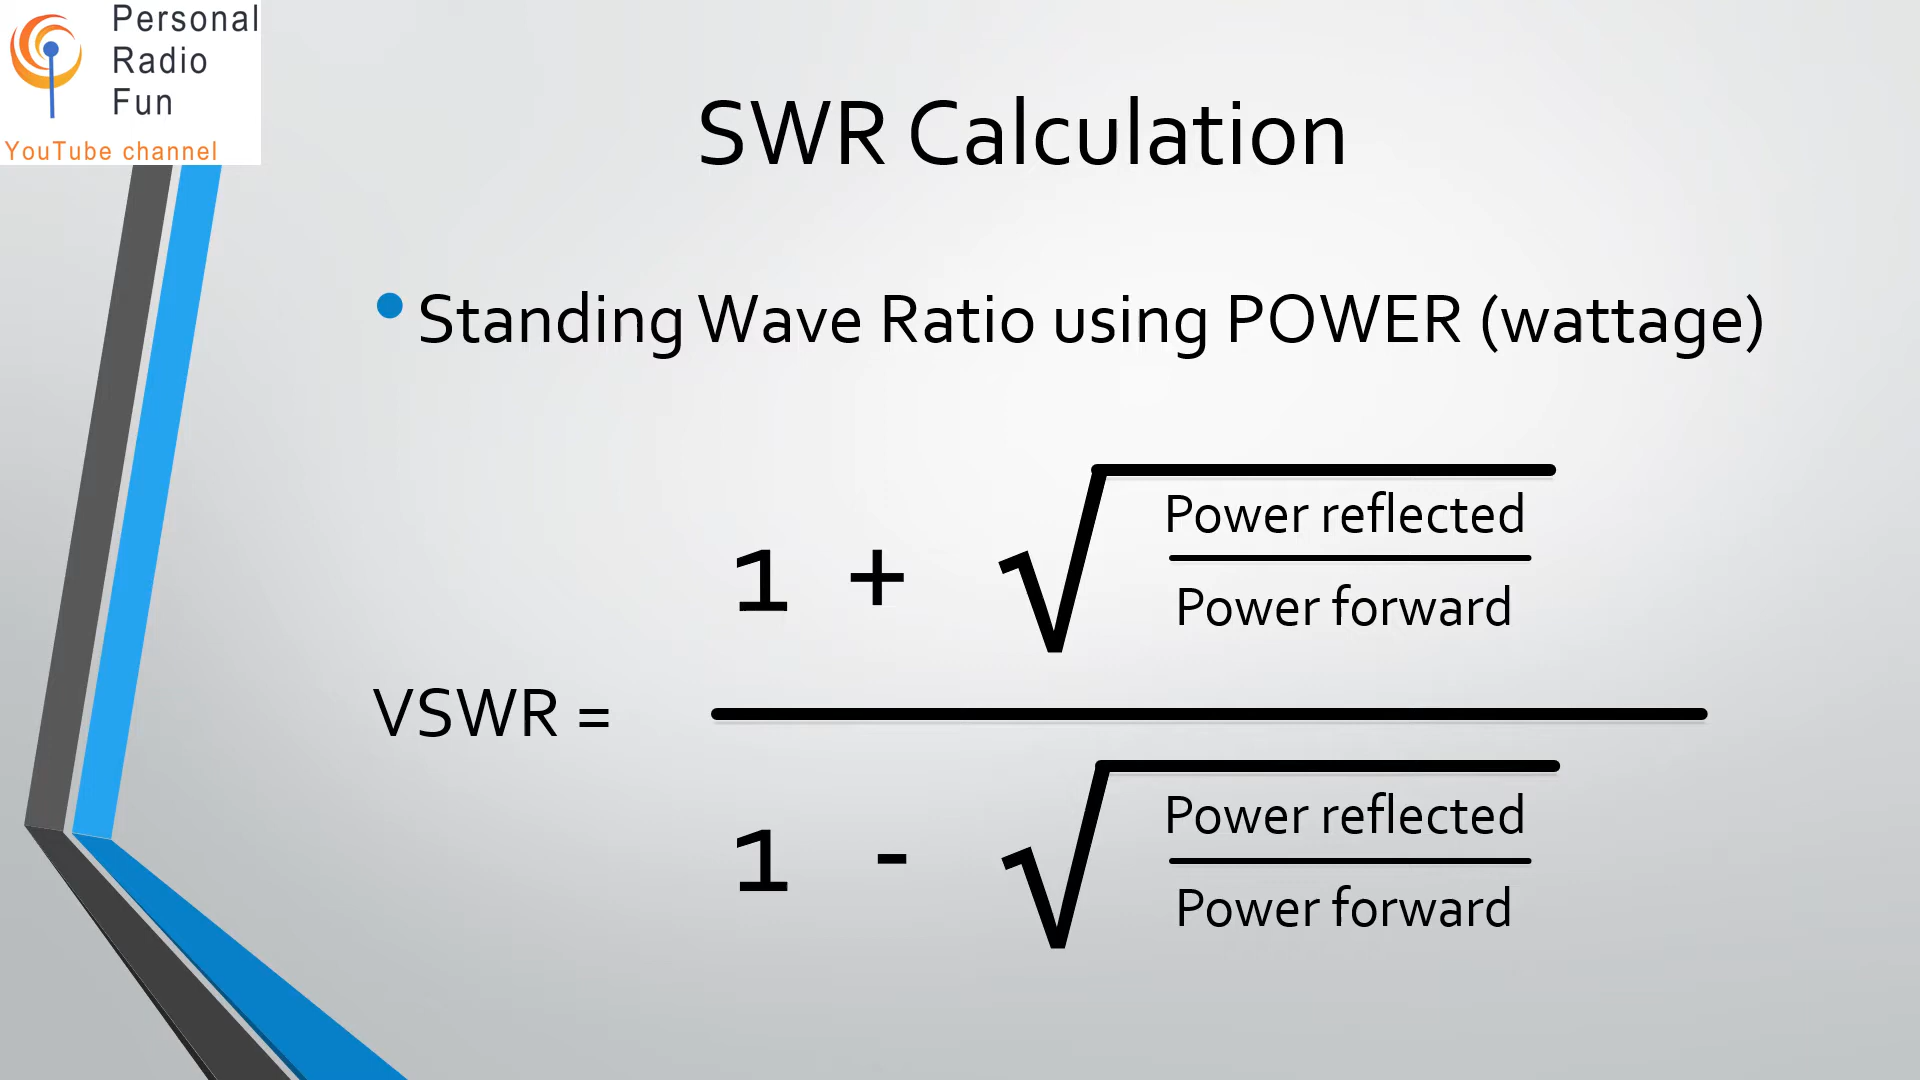 Personal
Radio
Fun
YouTube channel
SWR Calculation
• Standing Wave Ratio using POWER (wattage)
1 + √ Power reflected
Power forward
VSWR =
1 - √ Power reflected
Power forward